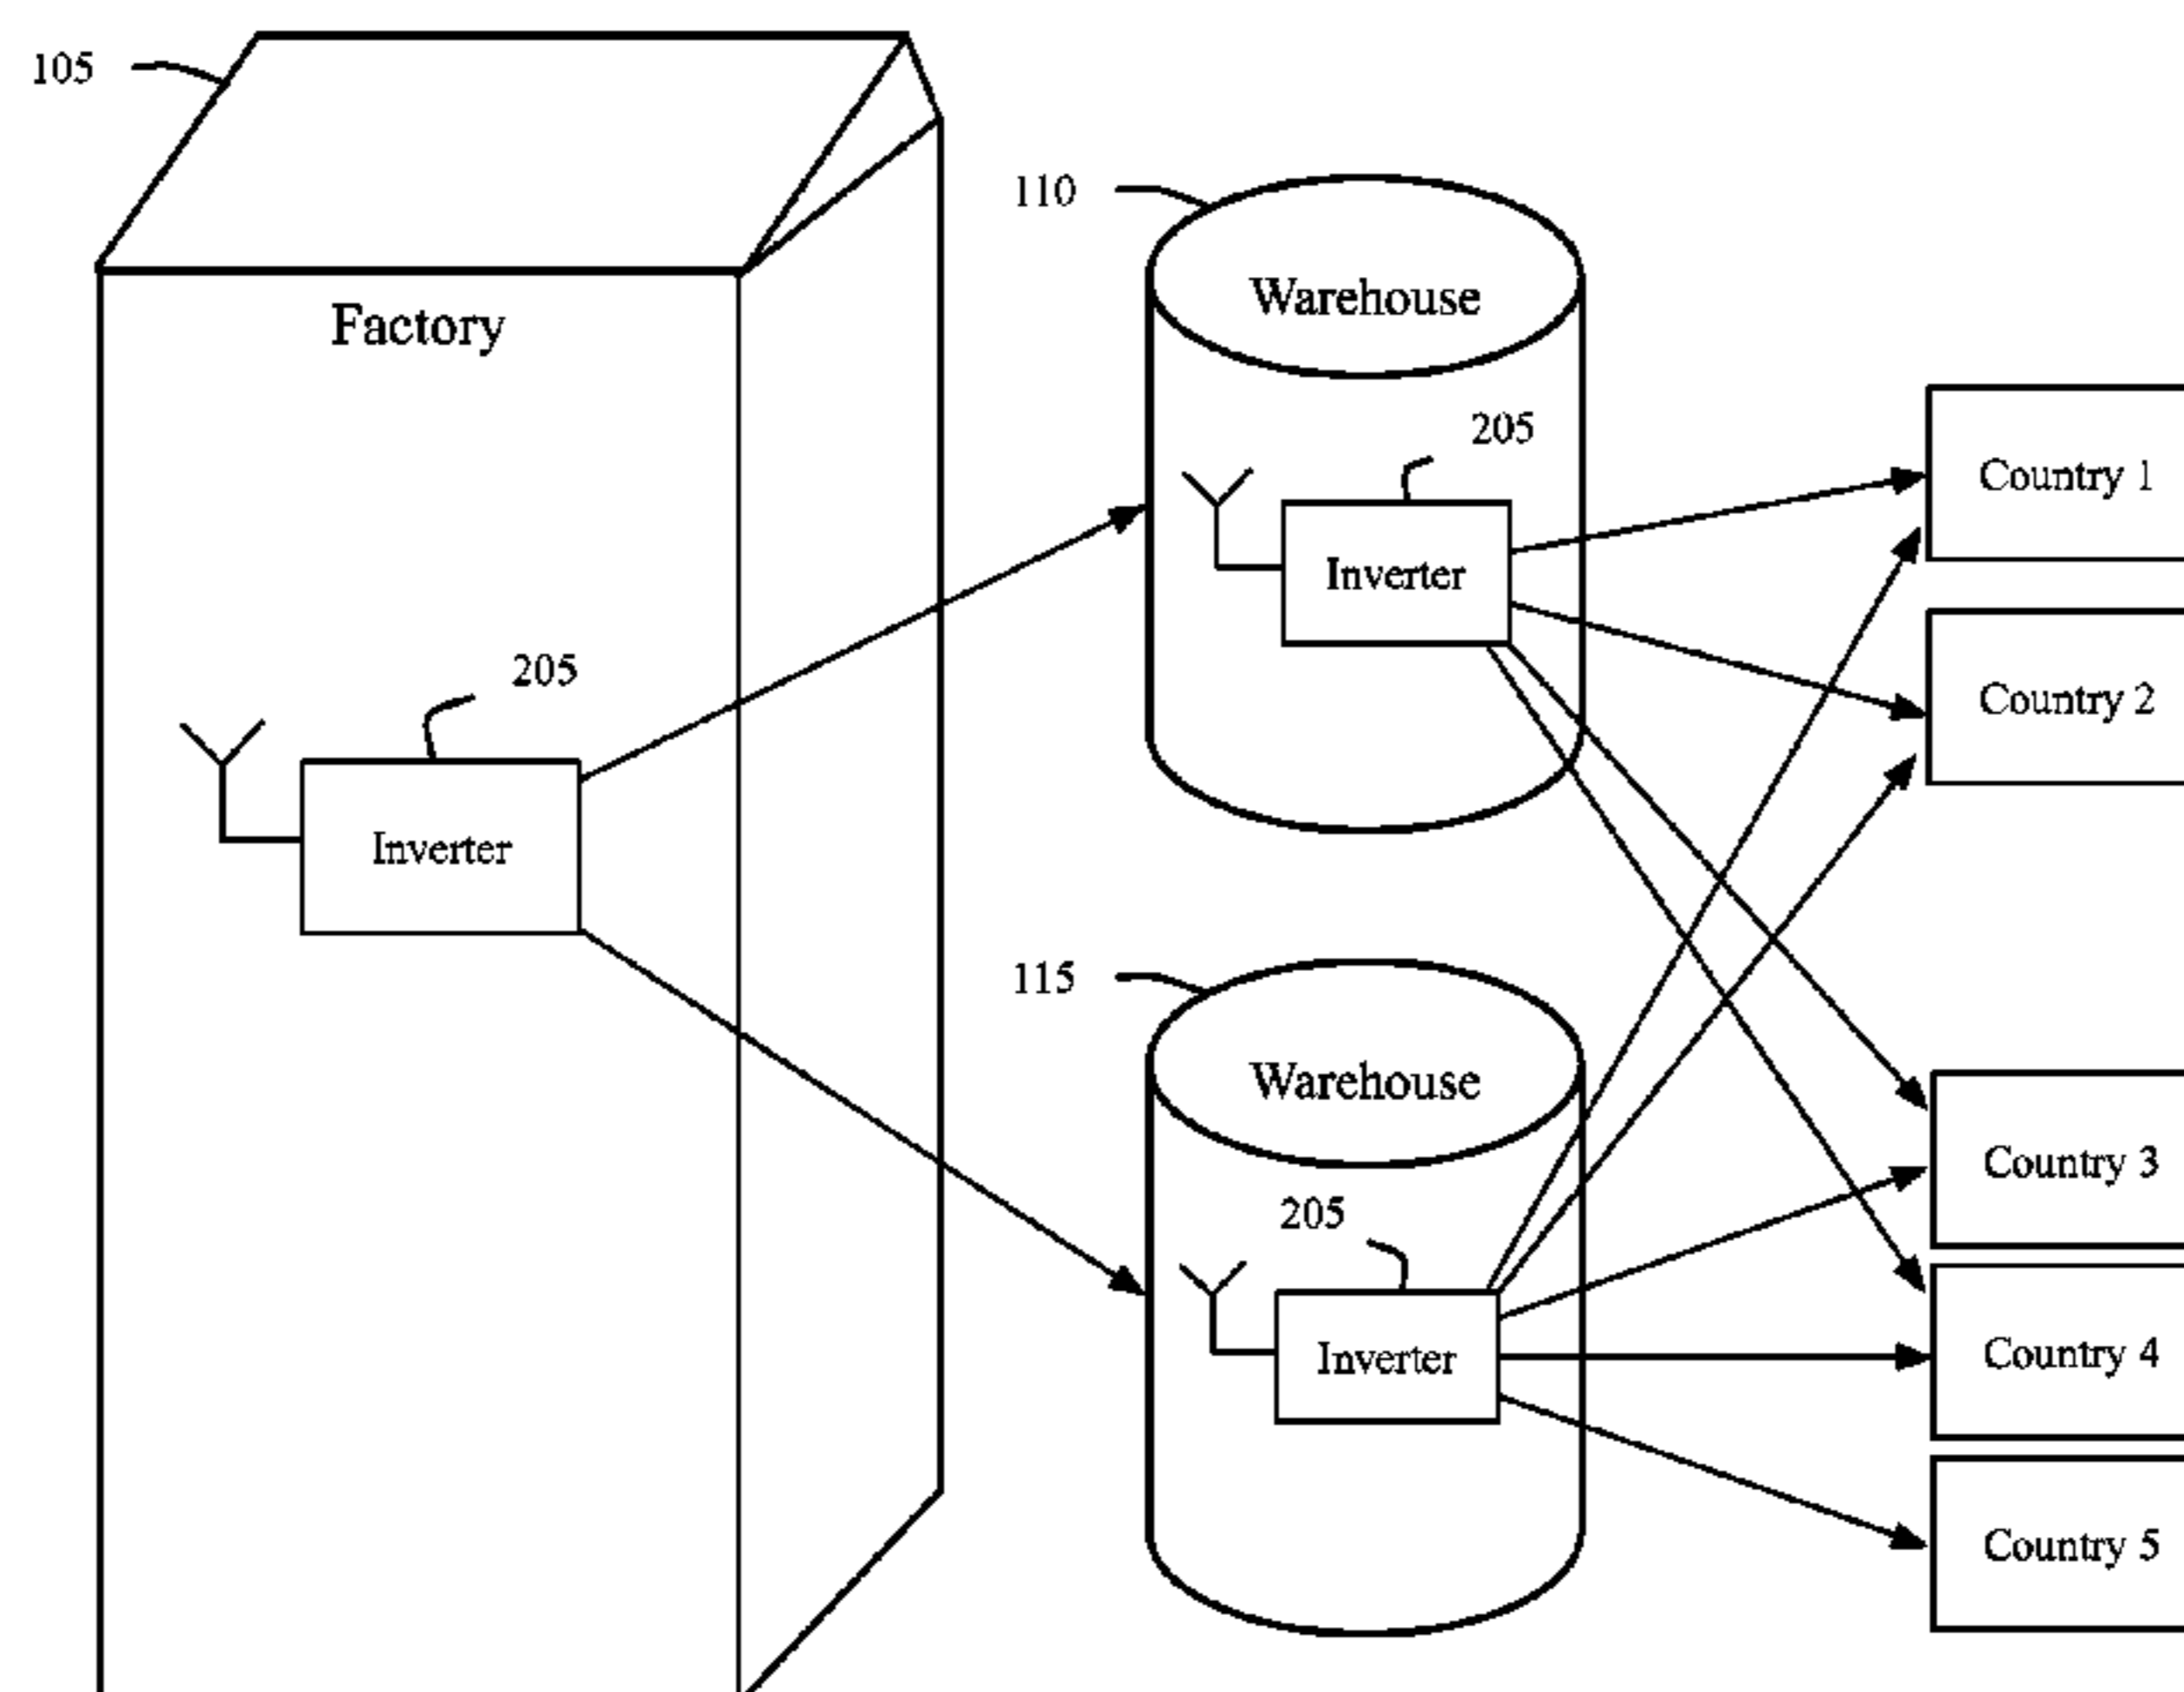 105
Factory
205
Inverter
110
Warehouse
205
Inverter
115
Warehouse
205
Inverter
Country 1
Country 2
Country 3
Country 4
Country 5